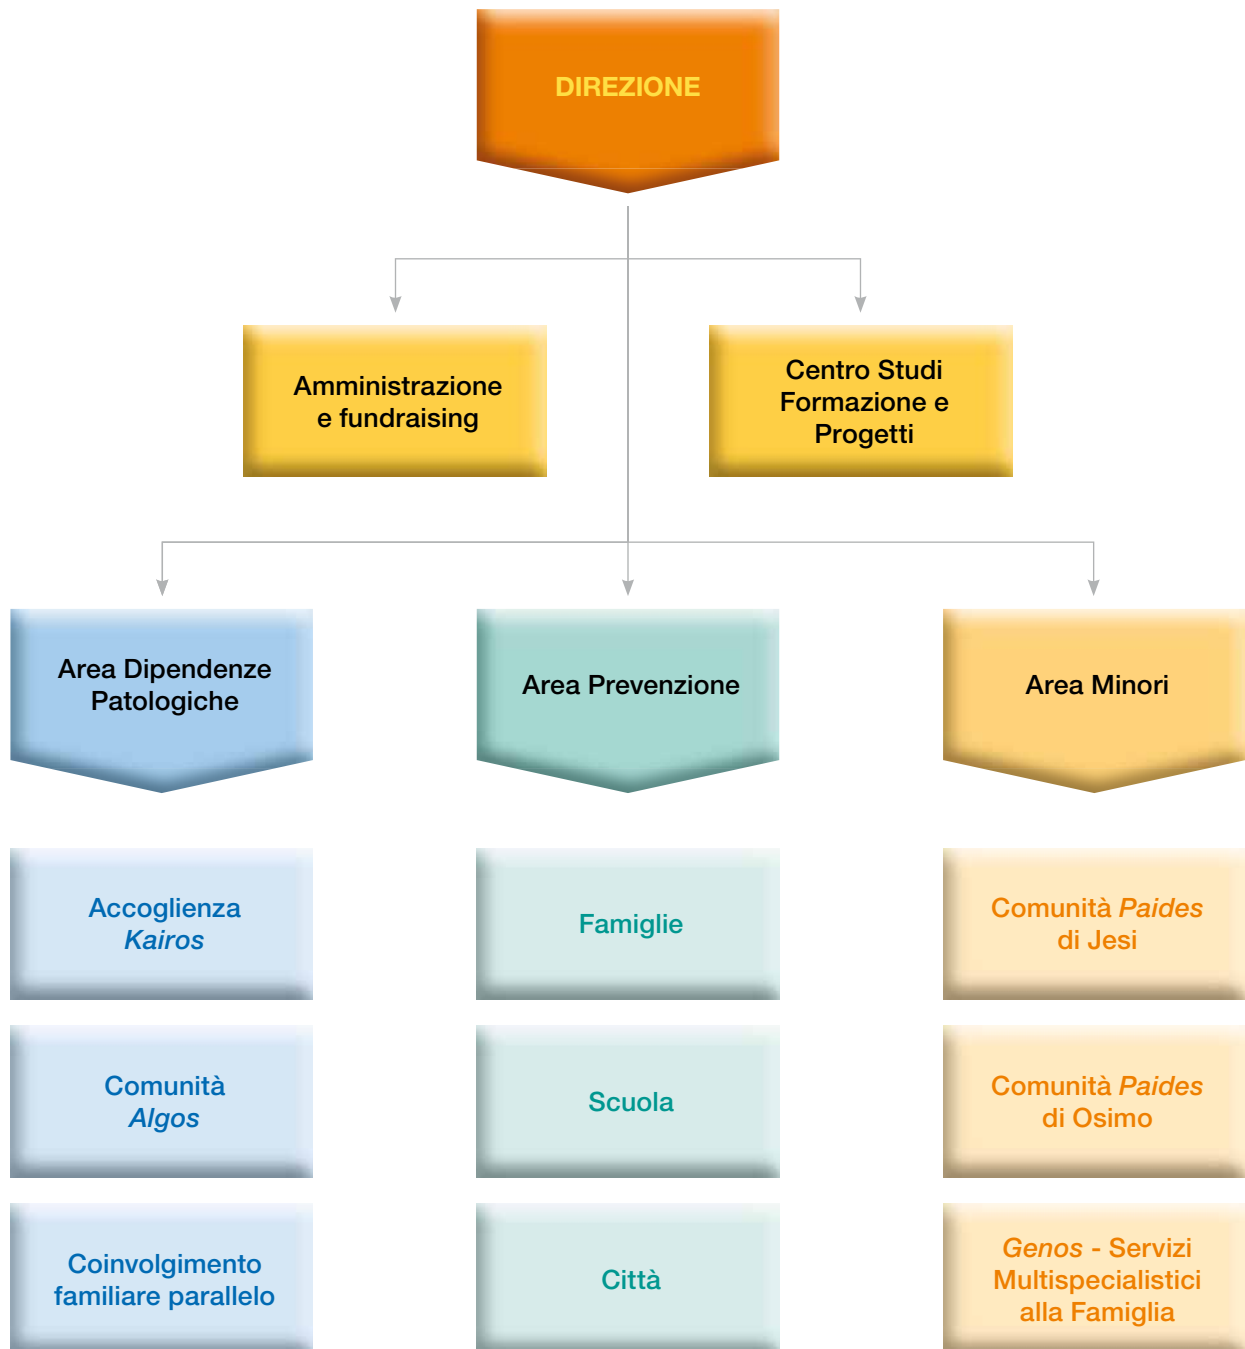 DIREZIONE
Amministrazione
e fundraising
Centro Studi
Formazione e
Progetti
Area Dipendenze
Patologiche
Area Prevenzione
Area Minori
Accoglienza
Kairos
Famiglie
Comunità Paides
di Jesi
Comunità
Algos
Scuola
Comunità Paides
di Osimo
Coinvolgimento
familiare parallelo
Città
Genos - Servizi
Multispecialistici
alla Famiglia